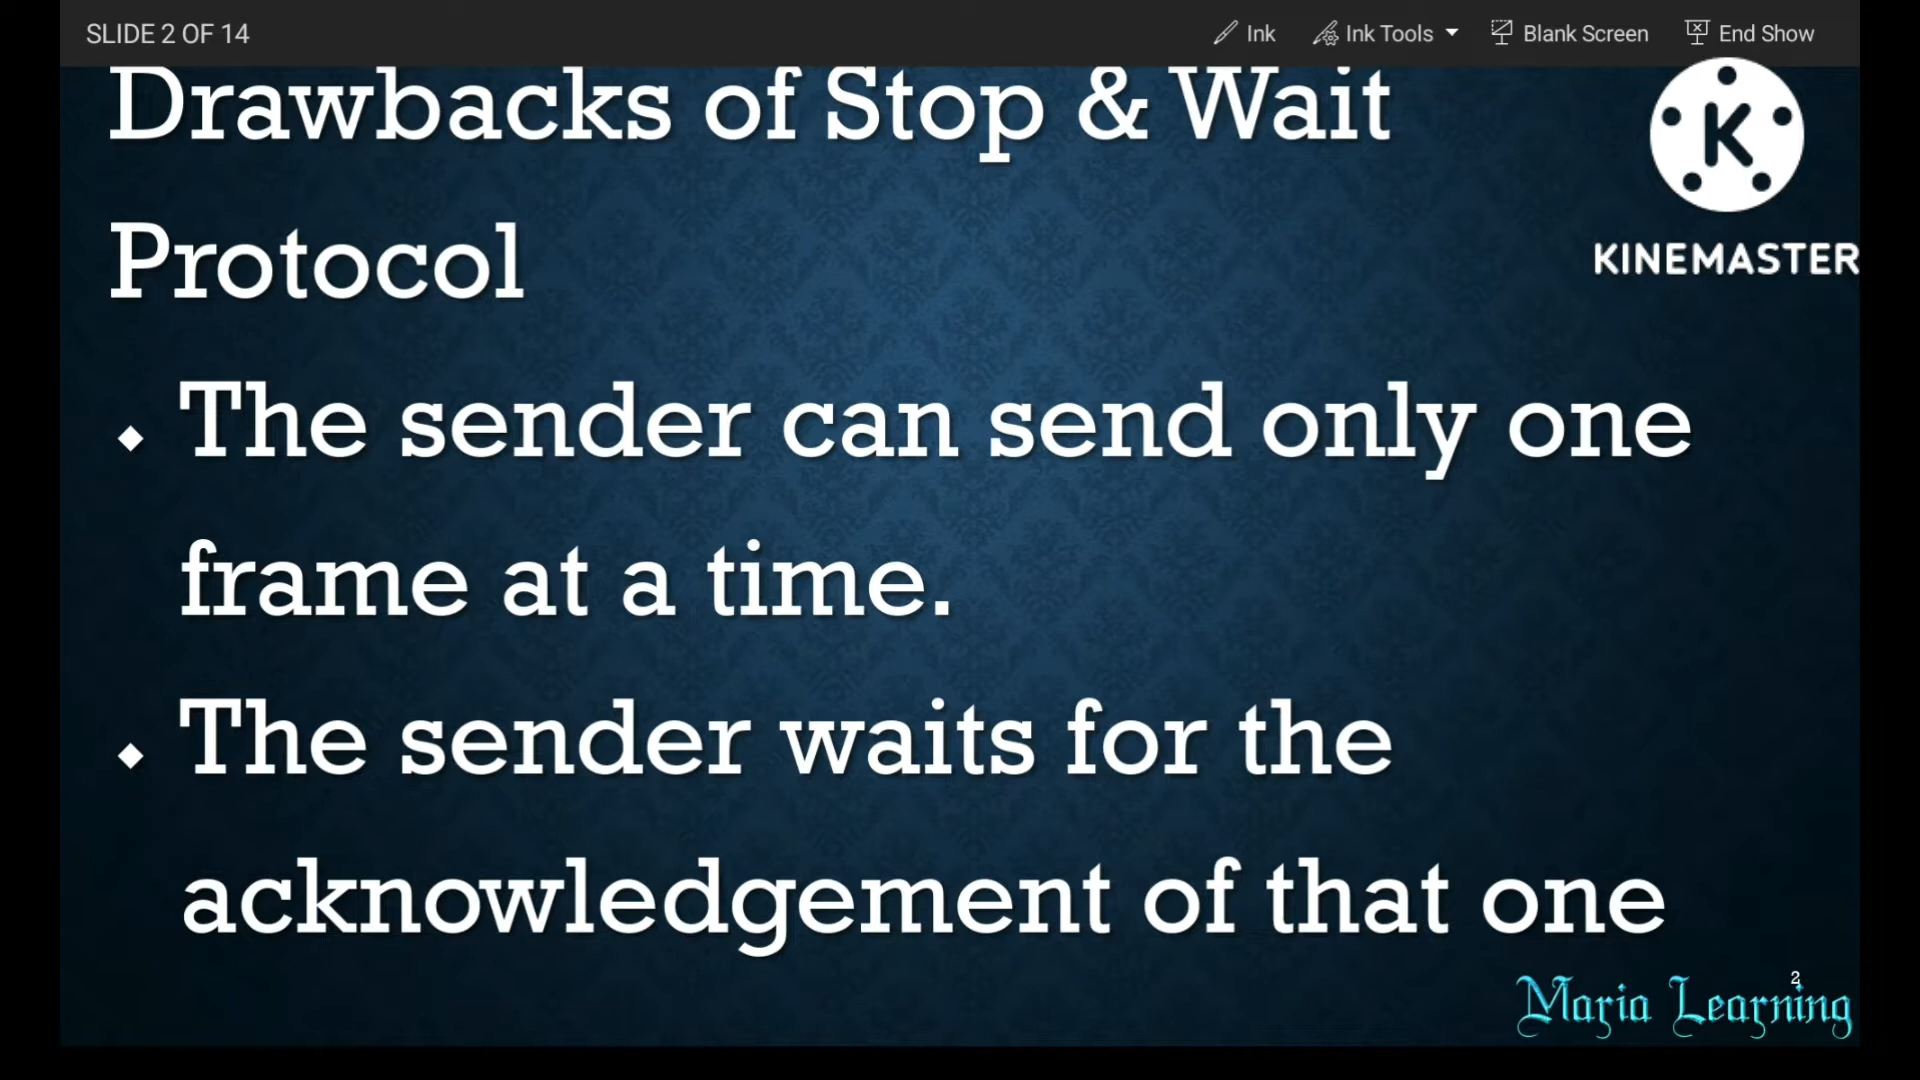 SLIDE 2 OF 14 Ink Ink Tools Blank Screen End Show
Drawbacks of Stop & Wait
Protocol
K
KINEMASTER
The sender can send only one
frame at a time.
The sender waits for the
acknowledgement of that one
2
Maria Learning